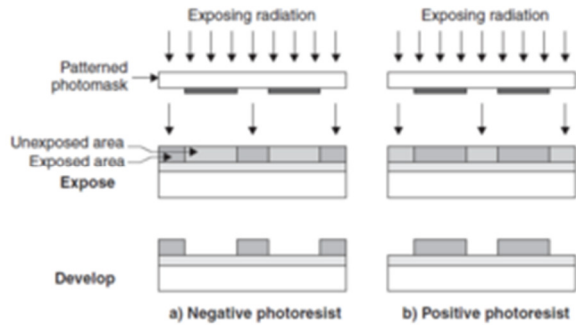 Exposing radiation
Exposing radiation
Patterned
photomask
Unexposed area
Exposed area
Expose
Develop
a) Negative photoresist
b) Positive photoresist